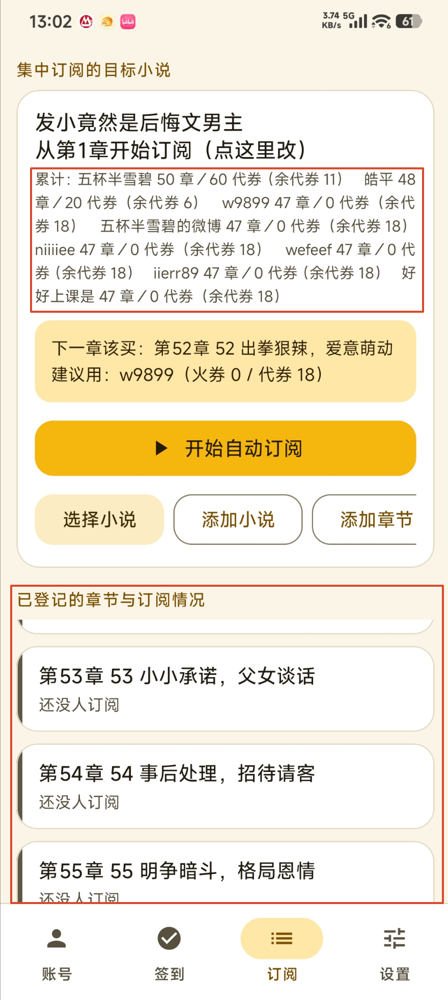 13:02
3.74 5G
KB/s
6
61
集中订阅的目标小说
发小竟然是后悔文男主
从第1章开始订阅（点这里改）
累计：五杯半雪碧 50 章／60 代券（余代券 11） 皓平 48
章／20 代券（余代券 6） w9899 47 章／0 代券（余代
券 18） 五杯半雪碧的微博 47 章／0 代券（余代券 18）
niiiiee 47 章／0 代券（余代券 18） wefeef 47 章／0 代
券（余代券 18） iierr89 47 章／0 代券（余代券 18） 好
好上课是 47 章／0 代券（余代券 18）
下一章该买：第52章 52 出拳狠辣，爱意萌动
建议用：w9899（火券 0 / 代券 18）
开始自动订阅
选择小说
添加小说
添加章节
已登记的章节与订阅情况
第53章 53 小小承诺，父女谈话
还没人订阅
第54章 54 事后处理，招待请客
还没人订阅
第55章 55 明争暗斗，格局恩情
还没人订阅
账号
签到
订阅
设置